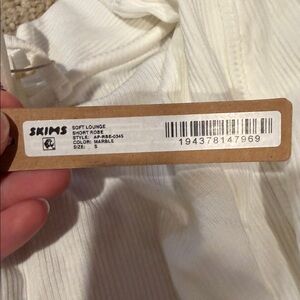 SKIMS
SOFT LOUNGE
SHORT ROBE
STYLE: AP-RBE-0345
COLOR: MARBLE
SIZE: S
194378147969